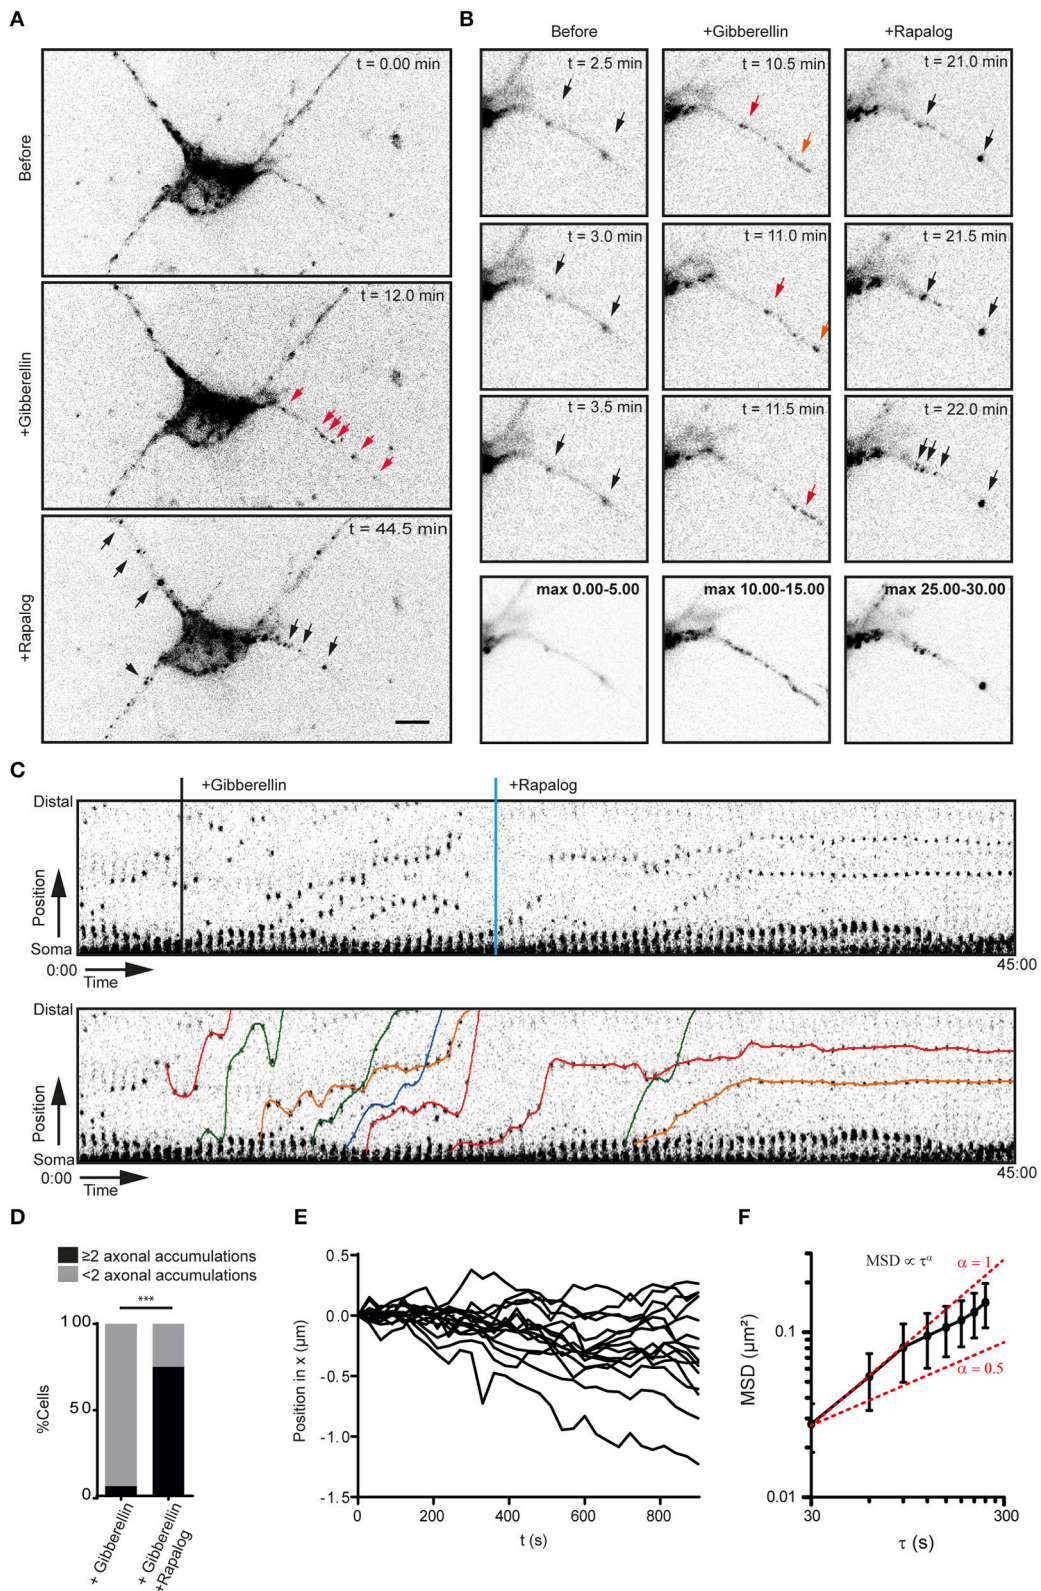 A
Before
t = 0.00 min
+Gibberellin
t = 12.0 min
+Rapalog
t = 44.5 min
B
Before
+Gibberellin
+Rapalog
t = 2.5 min
t = 10.5 min
t = 21.0 min
t = 3.0 min
t = 11.0 min
t = 21.5 min
t = 3.5 min
t = 11.5 min
t = 22.0 min
max 0.00-5.00
max 10.00-15.00
max 25.00-30.00
C
+Gibberellin
+Rapalog
Distal
Position
Soma
0:00
Time
45:00
Distal
Position
Soma
0:00
Time
45:00
D
≥2 axonal accumulations
<2 axonal accumulations
***
100
50
0
%Cells
+ Gibberellin
+ Gibberellin
+Rapalog
E
0.5
0.0
-0.5
-1.0
-1.5
Position in x (µm)
0
200
400
600
800
t (s)
F
MSD ∝ τα
α = 1
α = 0.5
0.1
0.01
MSD (µm²)
30
300
τ (s)